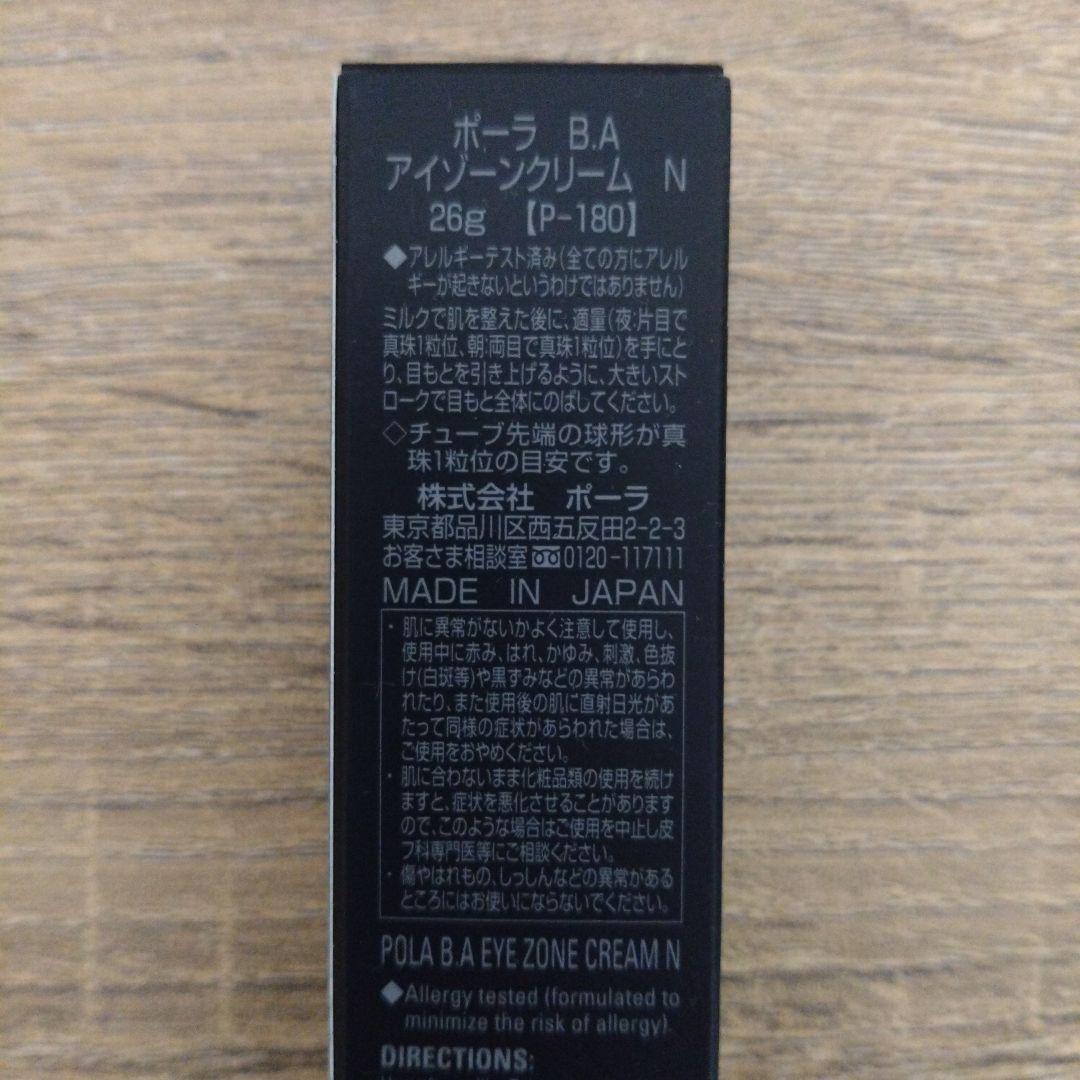 ポーラ B.A
アイゾーンクリーム N
26g 【P-180】
◆アレルギーテスト済み(全ての方にアレル
ギーが起きないというわけではありません)
ミルクで肌を整えた後に、適量(夜:片目で
真珠1粒位、朝:両目で真珠1粒位)を手にと
り、目もとを引き上げるように、大きいスト
ロークで目もと全体にのばしてください。
◇チューブ先端の球形が真
珠1粒位の目安です。
株式会社 ポーラ
東京都品川区西五反田2-2-3
お客さま相談室 0120-117111
MADE IN JAPAN
・肌に異常がないかよく注意して使用し、
使用中に赤み、はれ、かゆみ、刺激、色抜
け(白斑等)や黒ずみなどの異常があらわ
れたり、また使用後の肌に直射日光があ
たって同様の症状があらわれた場合は、
ご使用をおやめください。
・肌に合わないまま化粧品類の使用を続け
ますと、症状を悪化させることがあります
ので、このような場合はご使用を中止し皮
フ科専門医等にご相談ください。
・傷やはれもの、しっしんなどの異常がある
ところにはお使いにならないでください。
POLA B.A EYE ZONE CREAM N
◆Allergy tested (formulated to
minimize the risk of allergy).
DIRECTIONS: